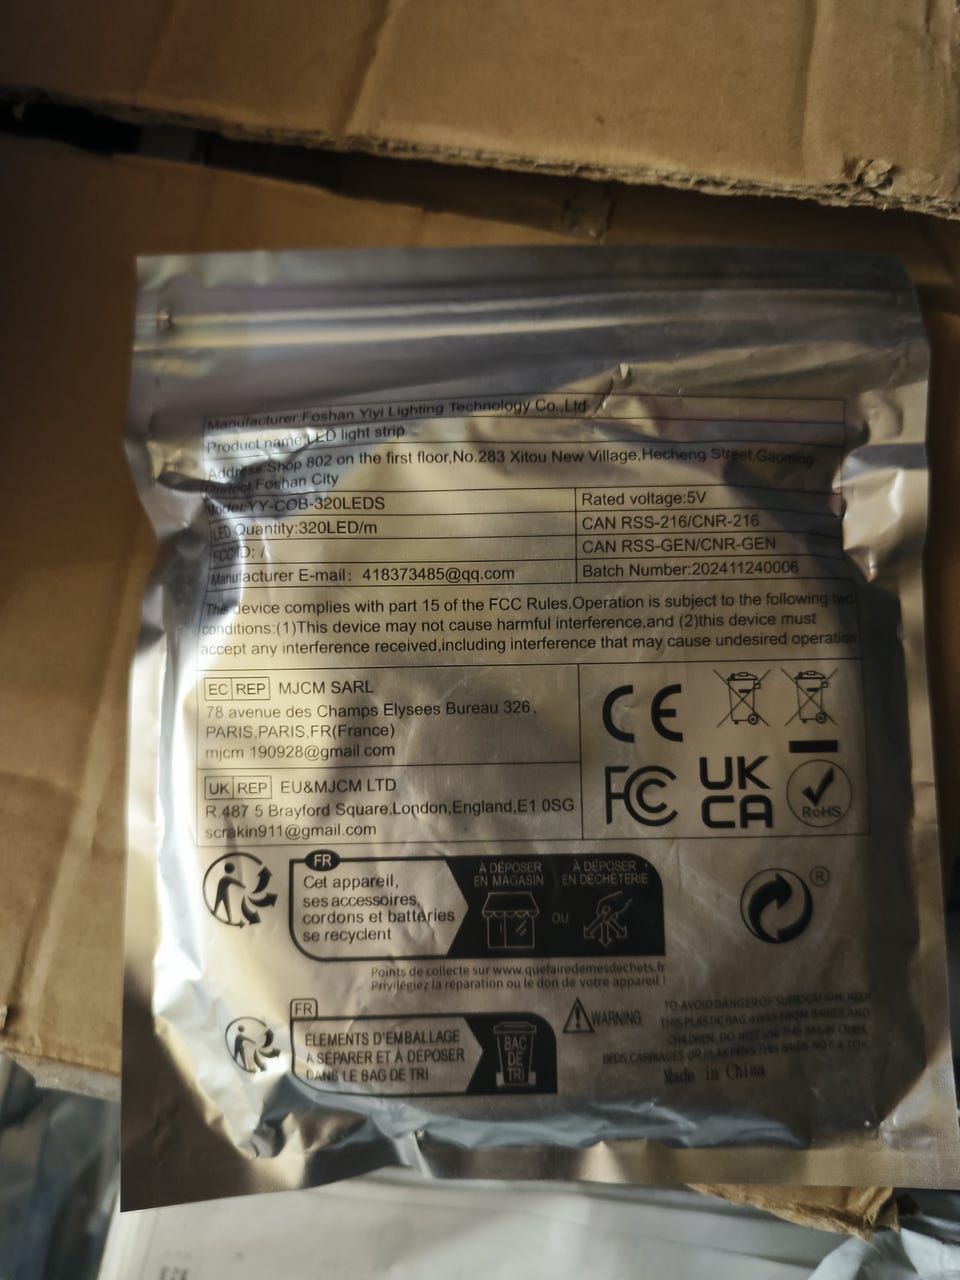 Manufacturer:Foshan Yiyi Lighting Technology Co.,Ltd
Product name:LED light strip
Address:Shop 802 on the first floor,No.283 Xitou New Village,Hecheng Street,Gaoming
District,Foshan City
Model:YY-COB-320LEDS
Rated voltage:5V
LED Quantity:320LED/m
CAN RSS-216/CNR-216
FCC ID: /
CAN RSS-GEN/CNR-GEN
Manufacturer E-mail: 418373485@qq.com
Batch Number:202411240006
This device complies with part 15 of the FCC Rules.Operation is subject to the following two
conditions:(1)This device may not cause harmful interference,and (2)this device must
accept any interference received,including interference that may cause undesired operation
EC REP MJCM SARL
78 avenue des Champs Elysees Bureau 326,
PARIS,PARIS,FR(France)
mjcm 190928@gmail.com
UK REP EU&MJCM LTD
R.487 5 Brayford Square,London,England,E1 0SG
scrakin911@gmail.com
CE
FC
UK
CA
RoHS
FR
Cet appareil,
ses accessoires,
cordons et batteries
se recyclent
À DÉPOSER
EN MAGASIN
OU
À DÉPOSER
EN DÉCHÈTERIE
®
Points de collecte sur www.quefairedemesdechets.fr
Privilégiez la réparation ou le don de votre appareil !
FR
ÉLEMENTS D'EMBALLAGE
À SÉPARER ET À DÉPOSER
DANS LE BAC DE TRI
BAC
DE
TRI
WARNING
TO AVOID DANGER OF SUFFOCATION, KEEP
THIS PLASTIC BAG AWAY FROM BABIES AND
CHILDREN. DO NOT USE THIS BAG IN CRIBS,
BEDS, CARRIAGES OR PLAY PENS. THIS BAG IS NOT A TOY.
Made in China